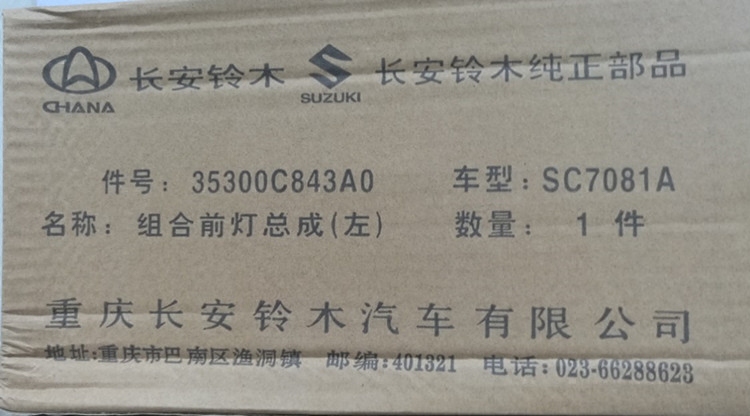 CHANA 长安铃木 SUZUKI 长安铃木纯正部品
件号：35300C843A0 车型：SC7081A
名称：组合前灯总成(左) 数量：1 件
重庆长安铃木汽车有限公司
地址:重庆市巴南区渔洞镇 邮编:401321 电话:023-66288623